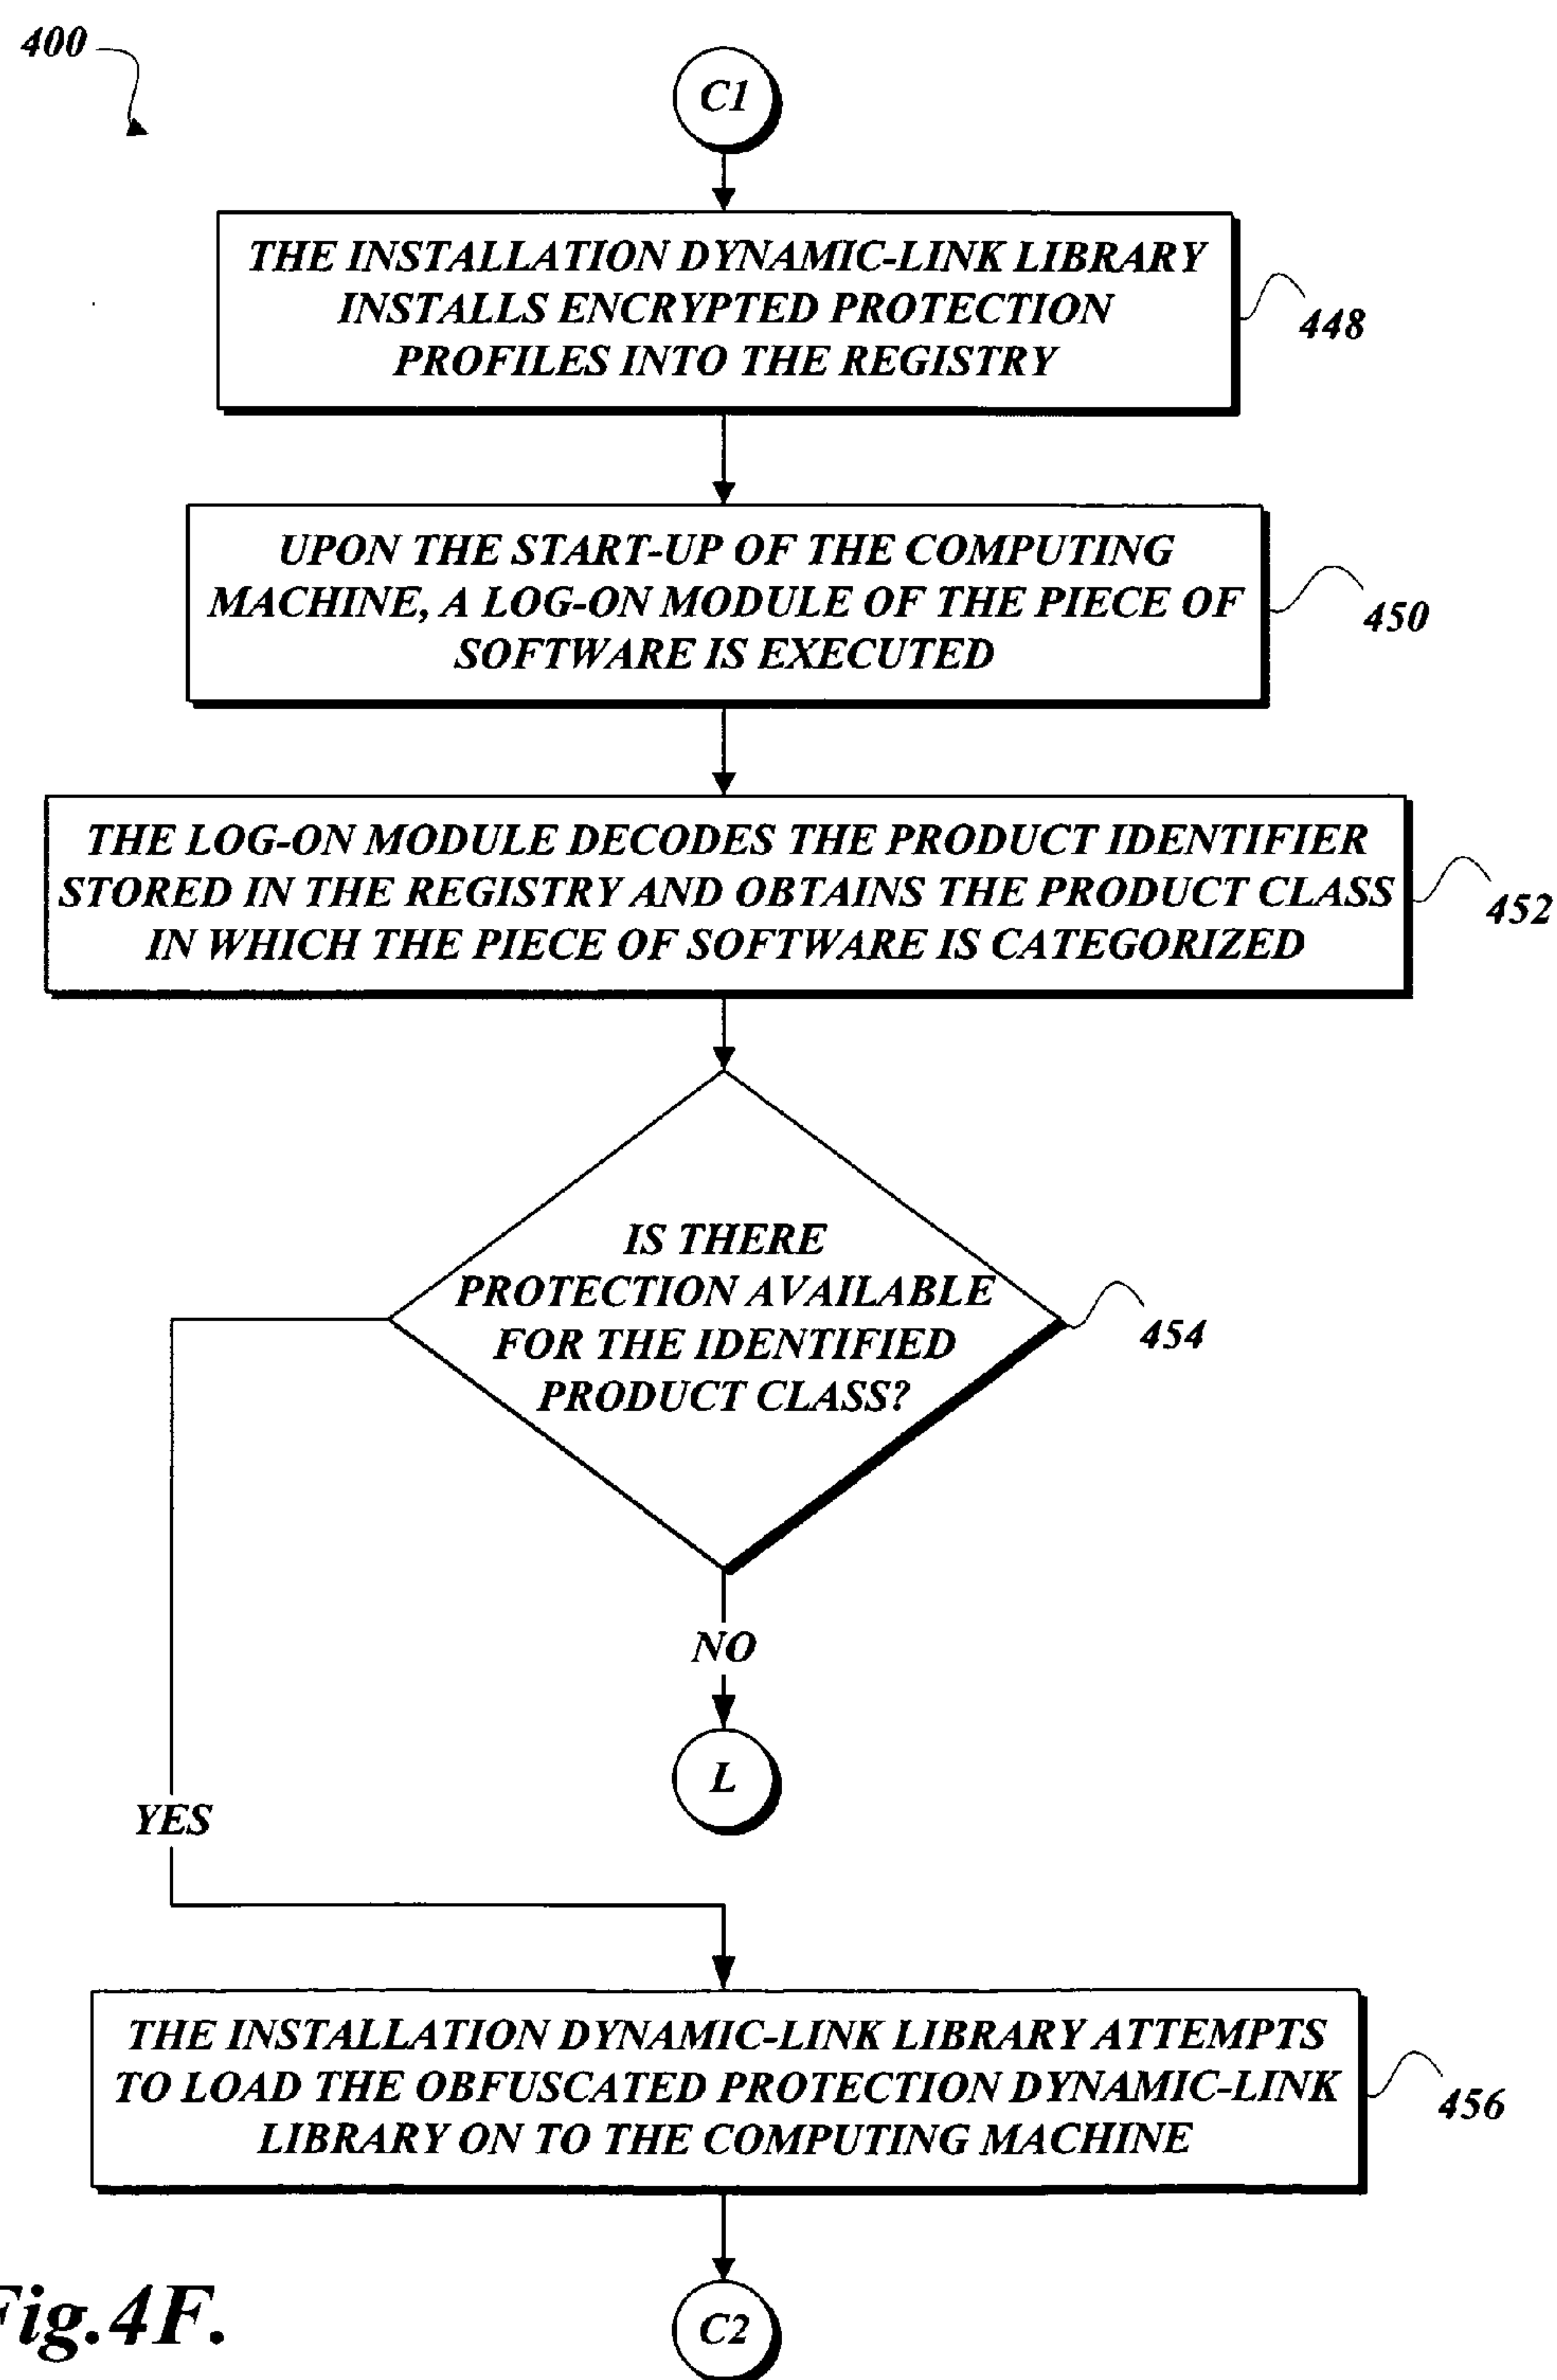 400
C1
THE INSTALLATION DYNAMIC-LINK LIBRARY
INSTALLS ENCRYPTED PROTECTION
PROFILES INTO THE REGISTRY
448
UPON THE START-UP OF THE COMPUTING
MACHINE, A LOG-ON MODULE OF THE PIECE OF
SOFTWARE IS EXECUTED
450
THE LOG-ON MODULE DECODES THE PRODUCT IDENTIFIER
STORED IN THE REGISTRY AND OBTAINS THE PRODUCT CLASS
IN WHICH THE PIECE OF SOFTWARE IS CATEGORIZED
452
IS THERE
PROTECTION AVAILABLE
FOR THE IDENTIFIED
PRODUCT CLASS?
454
NO
L
YES
THE INSTALLATION DYNAMIC-LINK LIBRARY ATTEMPTS
TO LOAD THE OBFUSCATED PROTECTION DYNAMIC-LINK
LIBRARY ON TO THE COMPUTING MACHINE
456
C2
Fig.4F.